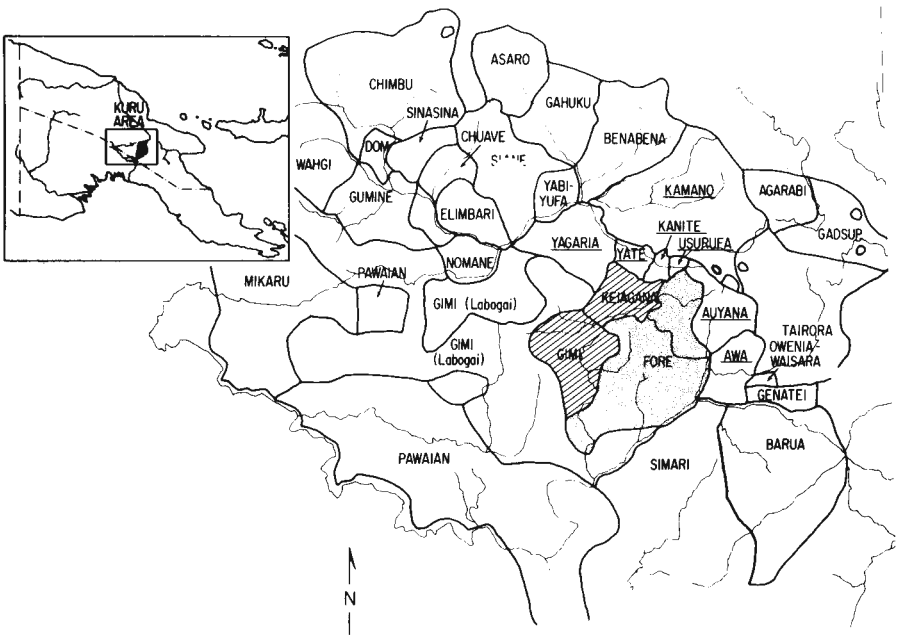 KURU
AREA
CHIMBU
ASARO
SINASINA
GAHUKU
DOM
CHUAVE
BENABENA
WAHGI
SIANE
GUMINE
YABI-
YUFA
KAMANO
AGARABI
ELIMBARI
KANITE
USURUFA
GADSUP
YAGARIA
YATE
NOMANE
MIKARU
PAWAIAN
KEIAGANA
GIMI (Labogai)
AUYANA
TAIRORA
OWENIA-
WAISARA
GIMI
(Labogai)
GIMI
FORE
AWA
GENATEI
PAWAIAN
SIMARI
BARUA
N